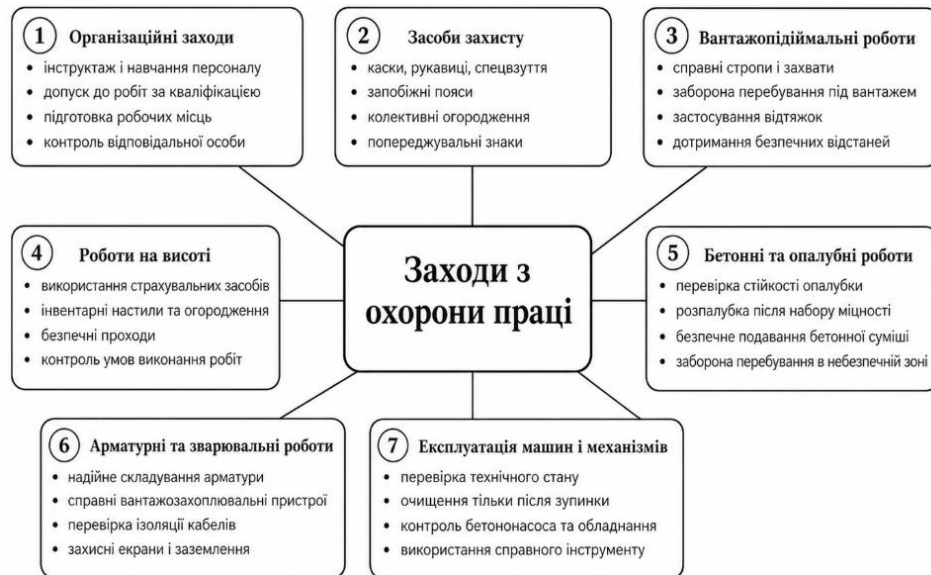 1 Організаційні заходи
• інструктаж і навчання персоналу
• допуск до робіт за кваліфікацією
• підготовка робочих місць
• контроль відповідальної особи
2 Засоби захисту
• каски, рукавиці, спецвзуття
• запобіжні пояси
• колективні огородження
• попереджувальні знаки
3 Вантажопідіймальні роботи
• справні стропи і захвати
• заборона перебування під вантажем
• застосування відтяжок
• дотримання безпечних відстаней
4 Роботи на висоті
• використання страхувальних засобів
• інвентарні настили та огородження
• безпечні проходи
• контроль умов виконання робіт
Заходи з
охорони праці
5 Бетонні та опалубні роботи
• перевірка стійкості опалубки
• розпалубка після набору міцності
• безпечне подавання бетонної суміші
• заборона перебування в небезпечній зоні
6 Арматурні та зварювальні роботи
• надійне складування арматури
• справні вантажозахоплювальні пристрої
• перевірка ізоляції кабелів
• захисні екрани і заземлення
7 Експлуатація машин і механізмів
• перевірка технічного стану
• очищення тільки після зупинки
• контроль бетононасоса та обладнання
• використання справного інструменту